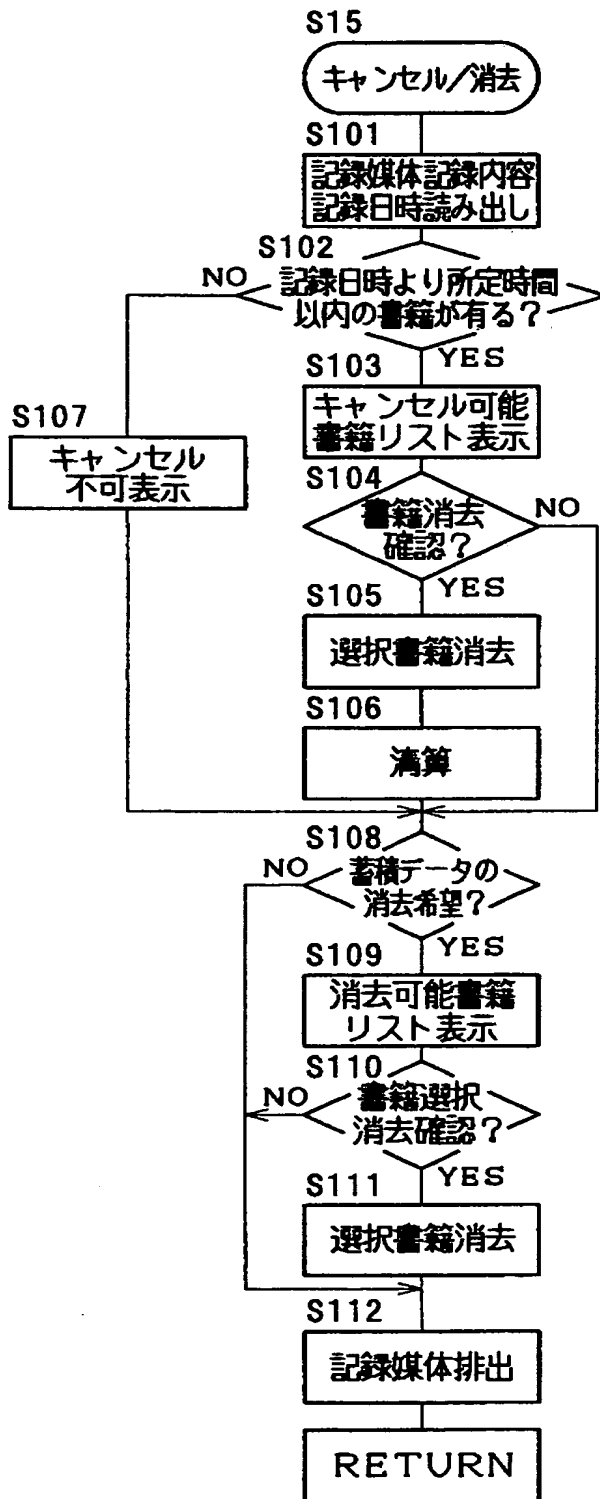 S15
キャンセル/消去
S101
記録媒体記録内容
記録日時読み出し
S102
NO
記録日時より所定時間
以内の書籍が有る?
YES
S103
キャンセル可能
書籍リスト表示
S107
キャンセル
不可表示
S104
書籍消去
確認?
NO
YES
S105
選択書籍消去
S106
清算
S108
NO
蓄積データの
消去希望?
YES
S109
消去可能書籍
リスト表示
S110
NO
書籍選択
消去確認?
YES
S111
選択書籍消去
S112
記録媒体排出
RETURN